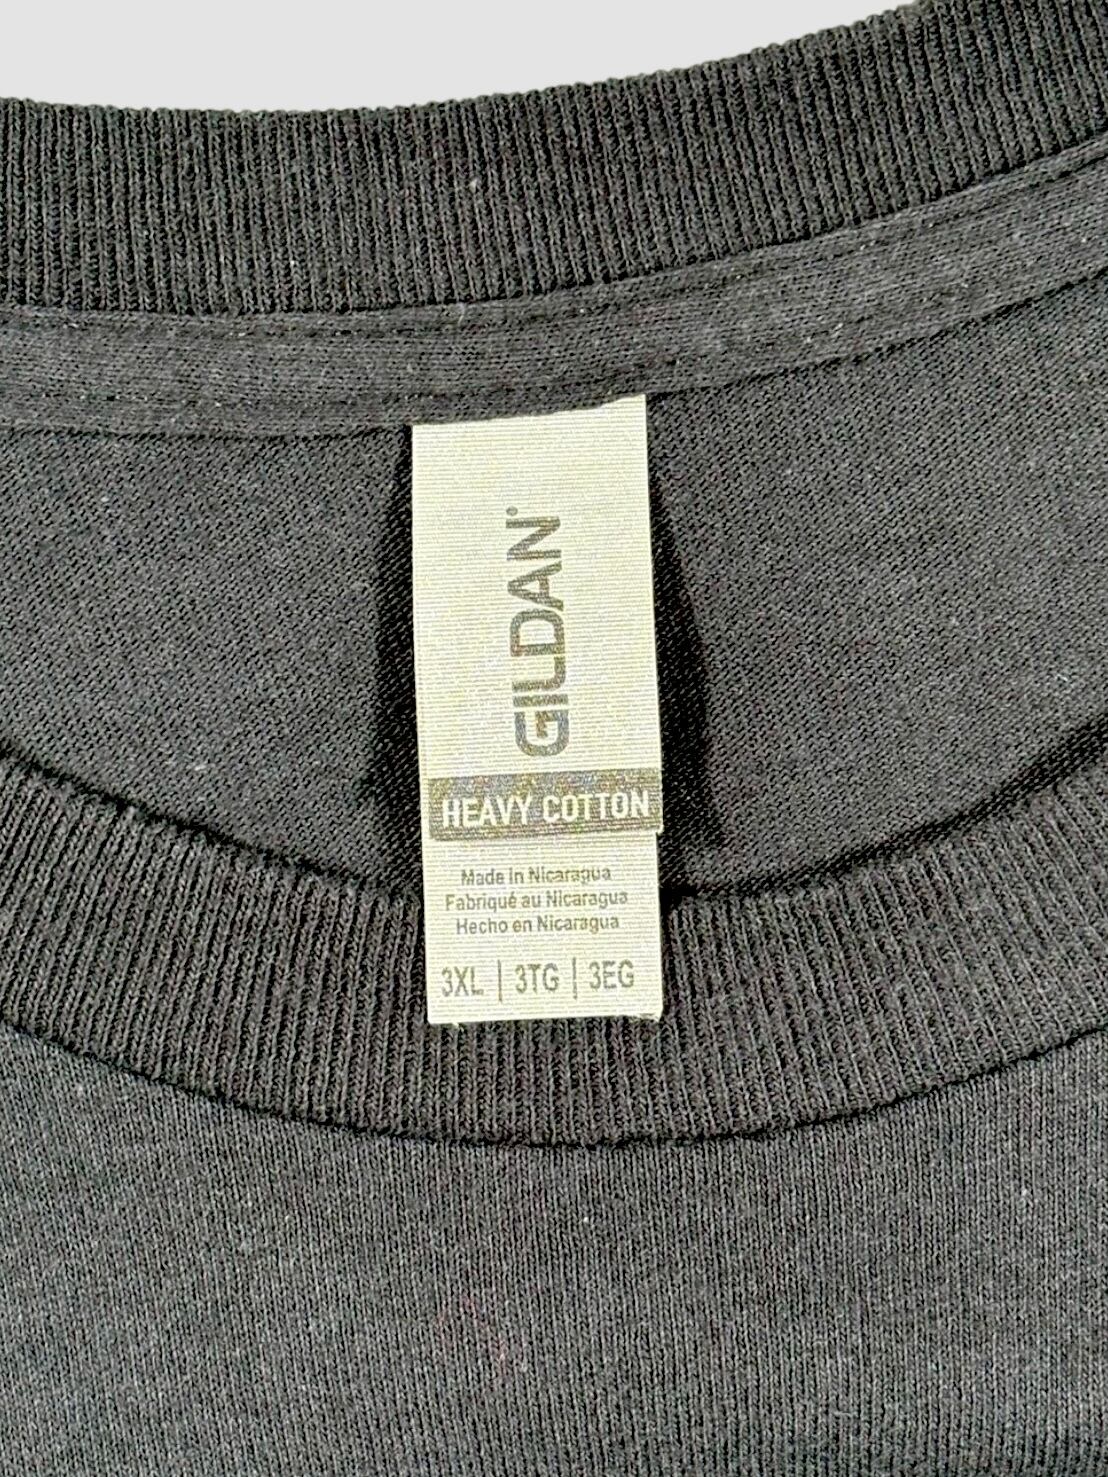 GILDAN®
HEAVY COTTON
Made in Nicaragua
Fabriqué au Nicaragua
Hecho en Nicaragua
3XL | 3TG | 3EG